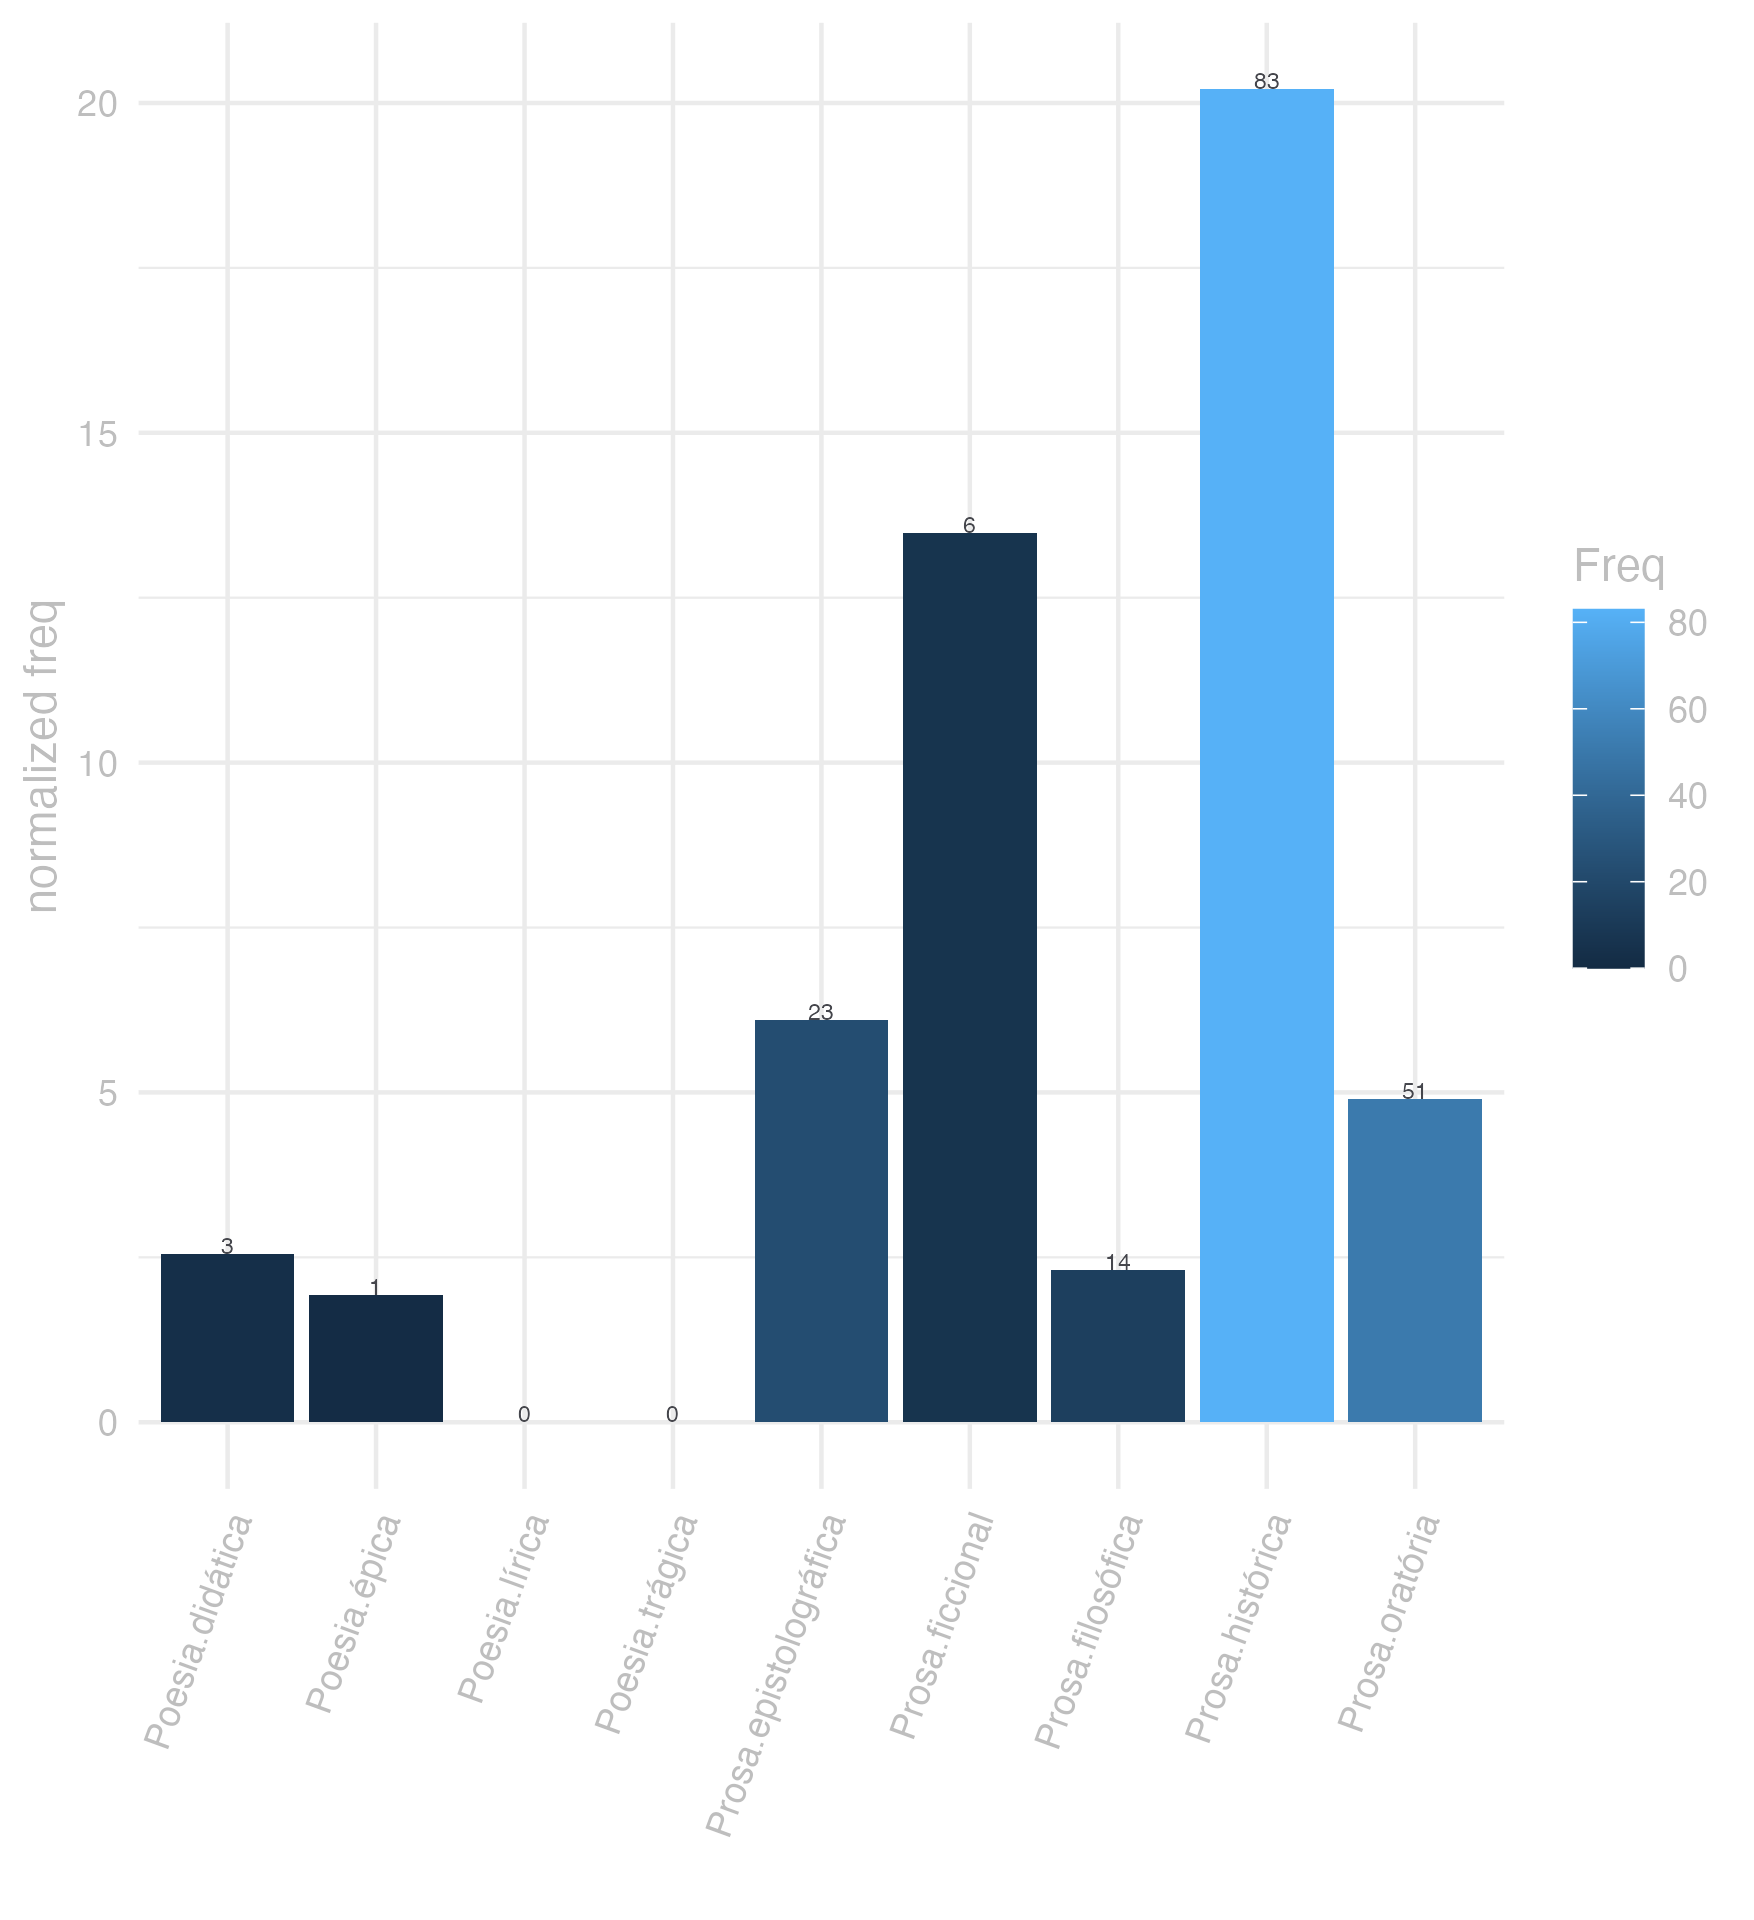 normalized freq
20
15
10
5
0
3
1
0
0
23
6
14
83
51
Poesia.didática
Poesia.épica
Poesia.lírica
Poesia.trágica
Prosa.epistolográfica
Prosa.ficcional
Prosa.filosófica
Prosa.histórica
Prosa.oratória
Freq
80
60
40
20
0